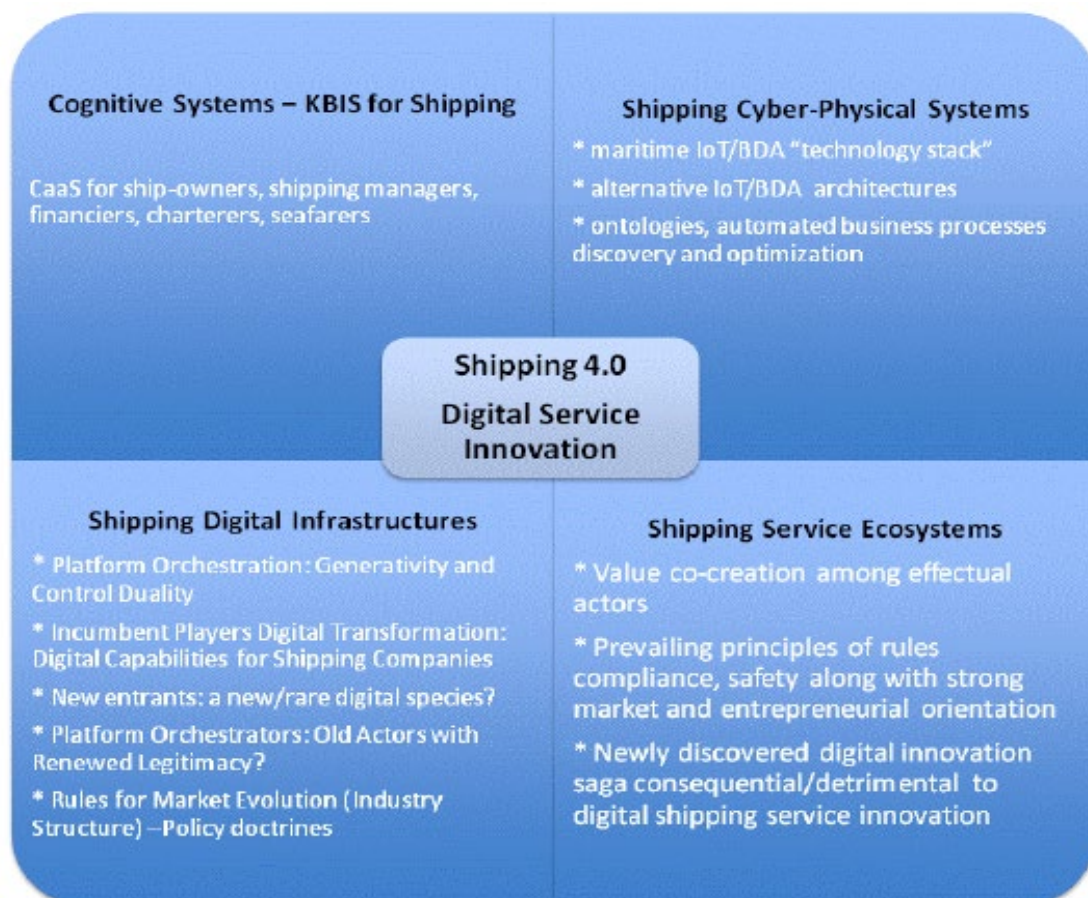 Cognitive Systems – KBIS for Shipping
CaaS for ship-owners, shipping managers,
financiers, charterers, seafarers
Shipping Cyber-Physical Systems
* maritime IoT/BDA “technology stack”
* alternative IoT/BDA architectures
* ontologies, automated business processes
discovery and optimization
Shipping 4.0
Digital Service
Innovation
Shipping Digital Infrastructures
* Platform Orchestration: Generativity and
Control Duality
* Incumbent Players Digital Transformation:
Digital Capabilities for Shipping Companies
* New entrants: a new/rare digital species?
* Platform Orchestrators: Old Actors with
Renewed Legitimacy?
* Rules for Market Evolution (Industry
Structure) –Policy doctrines
Shipping Service Ecosystems
* Value co-creation among effectual
actors
* Prevailing principles of rules
compliance, safety along with strong
market and entrepreneurial orientation
* Newly discovered digital innovation
saga consequential/detrimental to
digital shipping service innovation